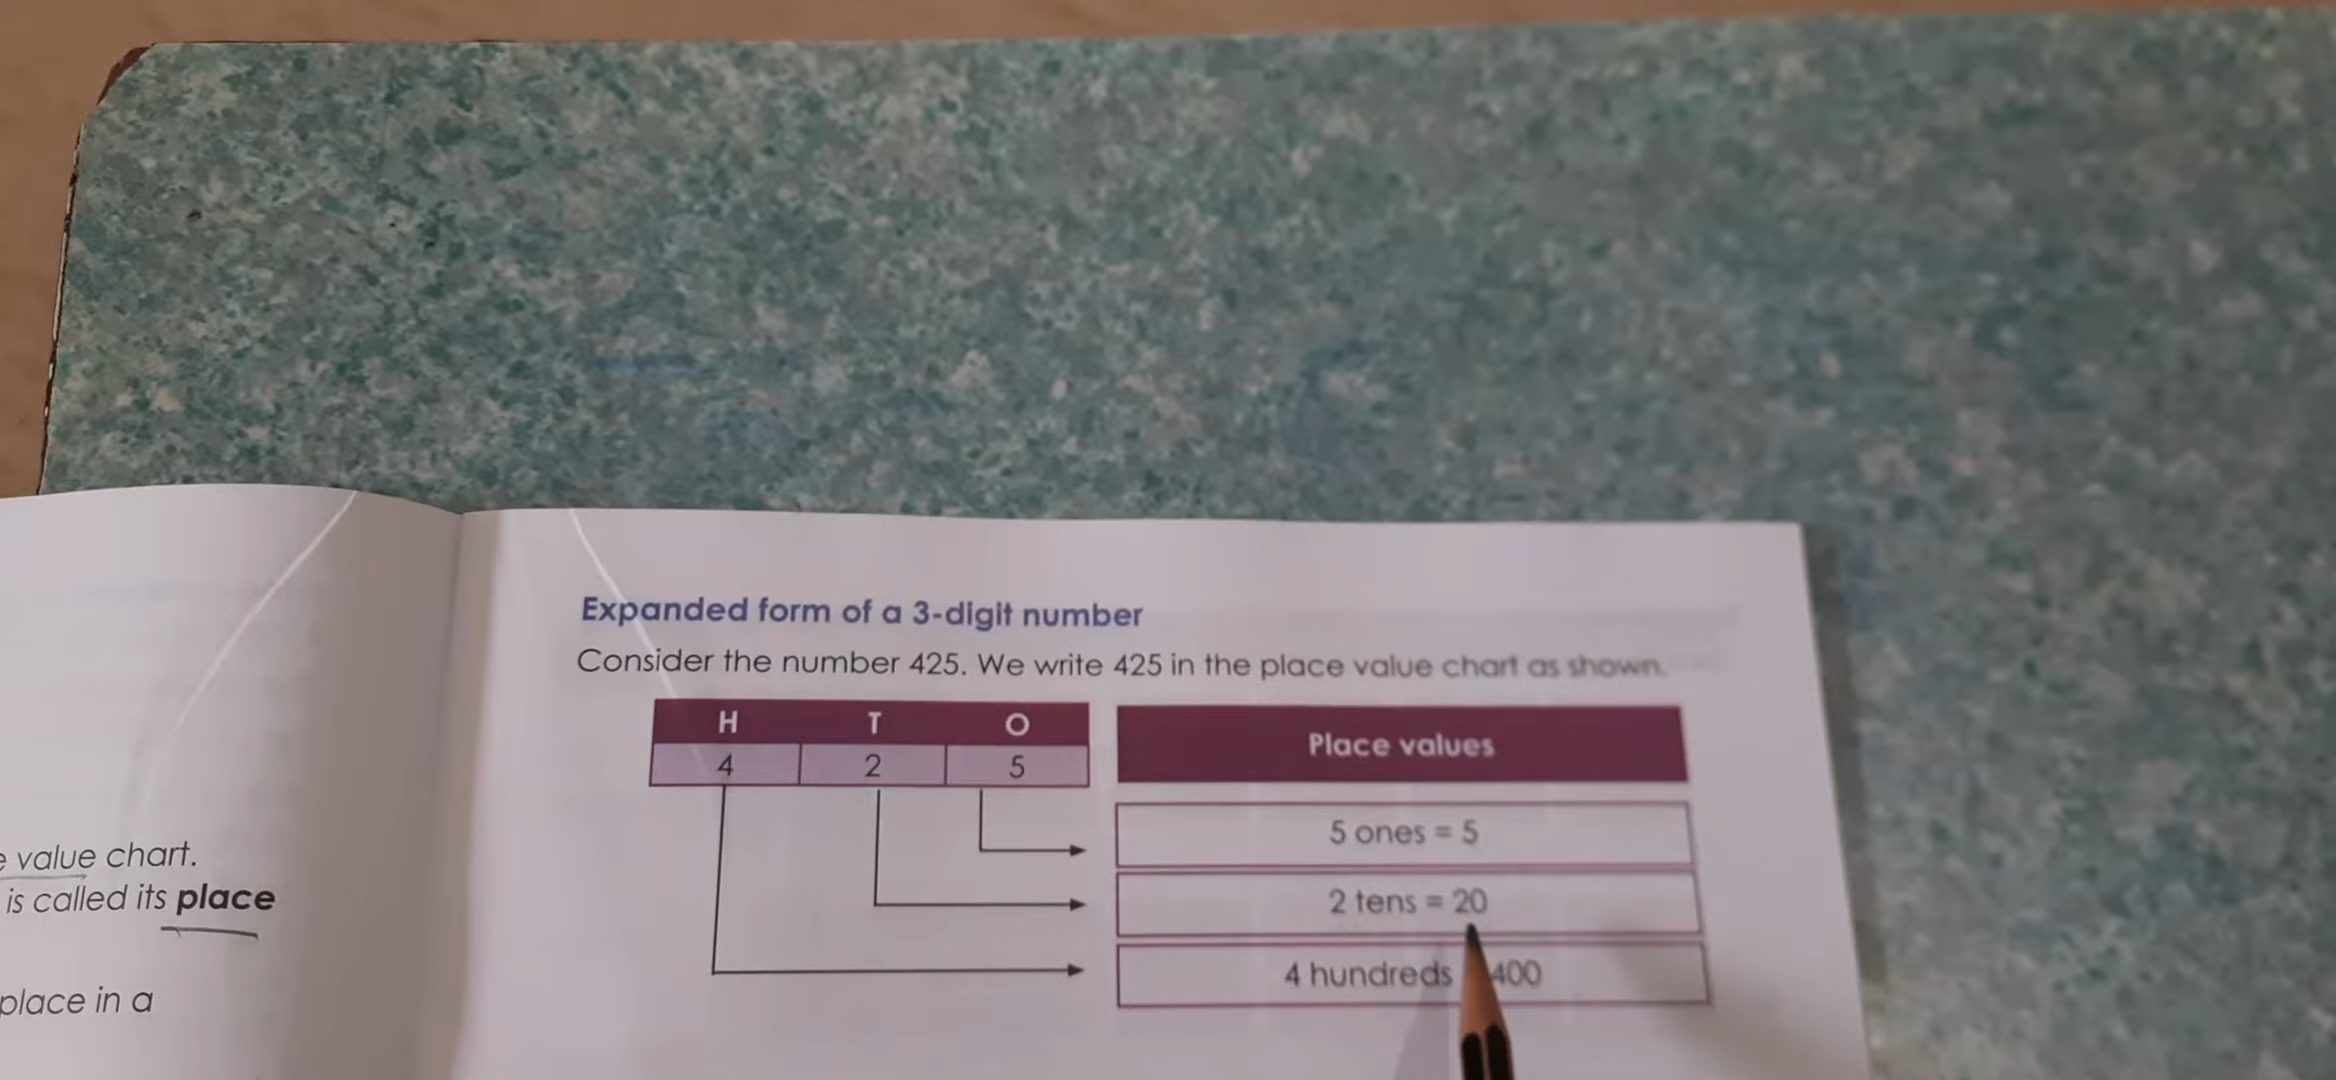 value chart.
is called its place
place in a
Expanded form of a 3-digit number
Consider the number 425. We write 425 in the place value chart as shown.
H T O
4 2 5
Place values
5 ones = 5
2 tens = 20
4 hundreds 400